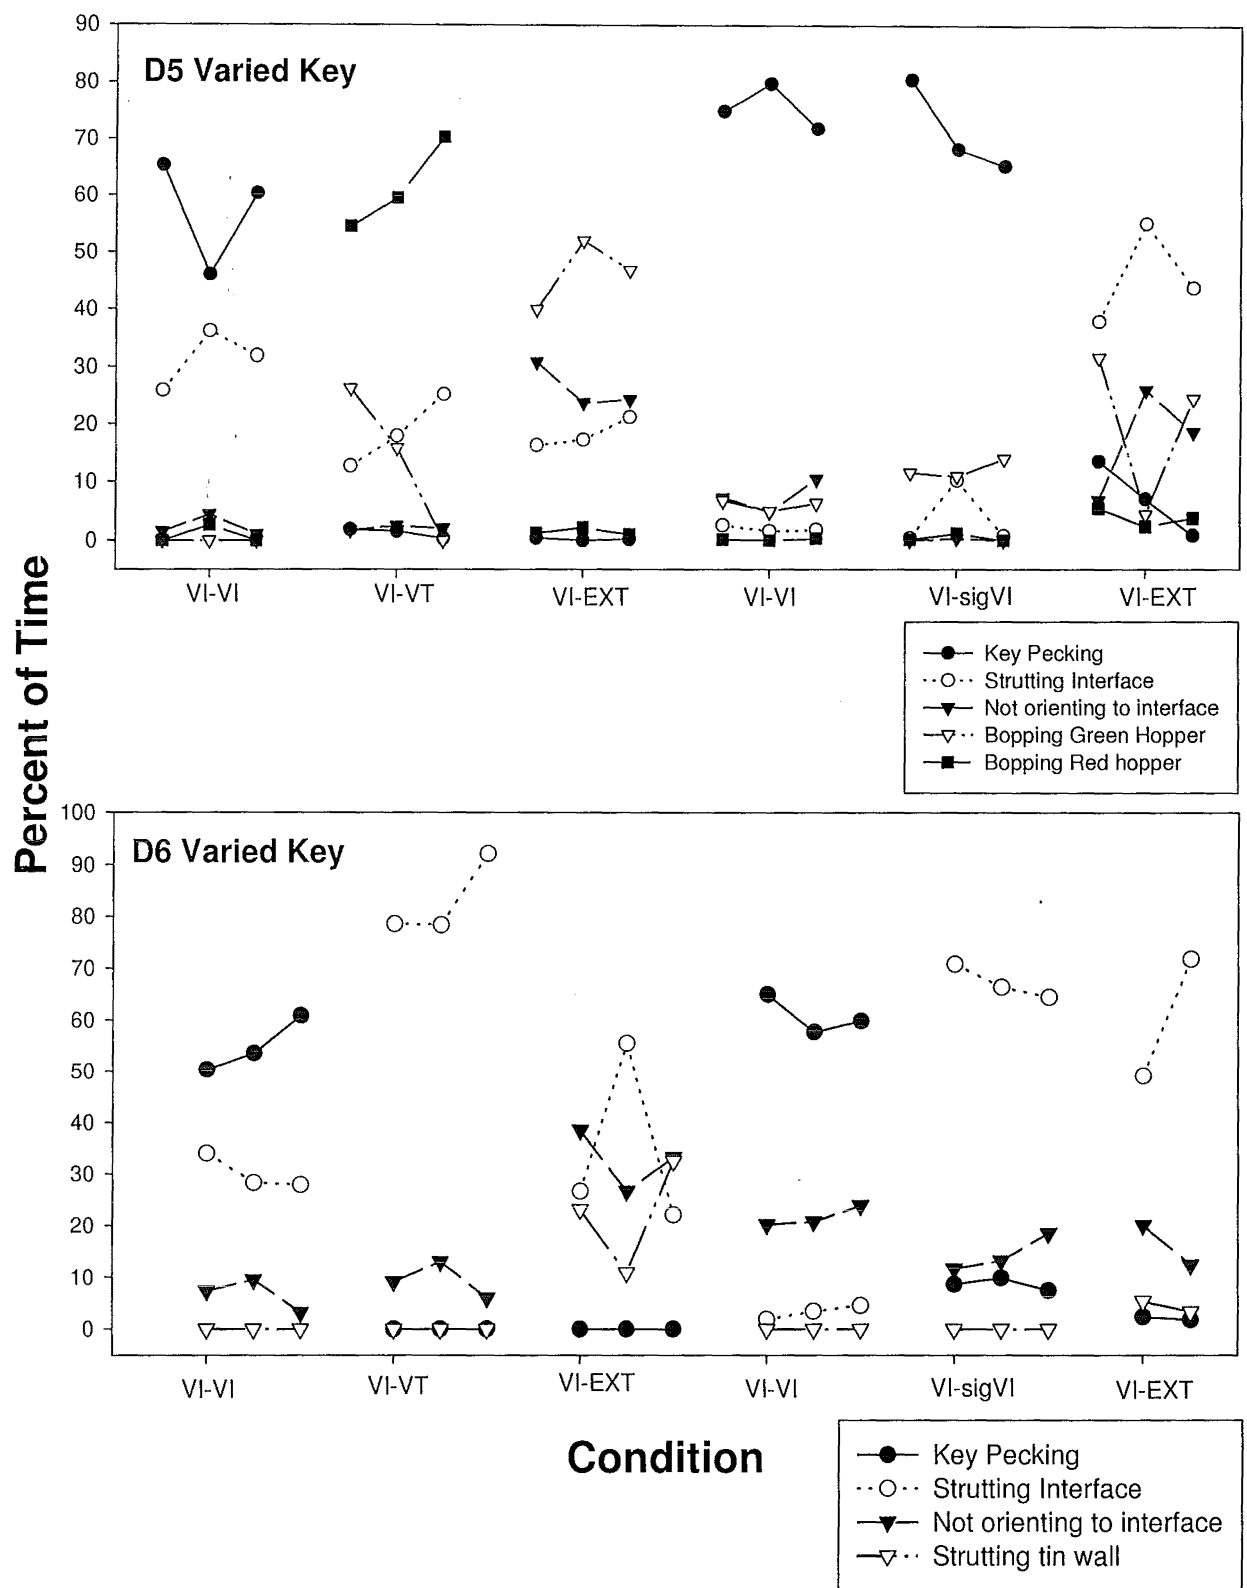 90
D5 Varied Key
80
70
60
50
40
30
20
10
0
VI-VI VI-VT VI-EXT VI-VI VI-sigVI VI-EXT
Key Pecking
Strutting Interface
Not orienting to interface
Bopping Green Hopper
Bopping Red hopper
Percent of Time
100
D6 Varied Key
90
80
70
60
50
40
30
20
10
0
VI-VI VI-VT VI-EXT VI-VI VI-sigVI VI-EXT
Condition
Key Pecking
Strutting Interface
Not orienting to interface
Strutting tin wall